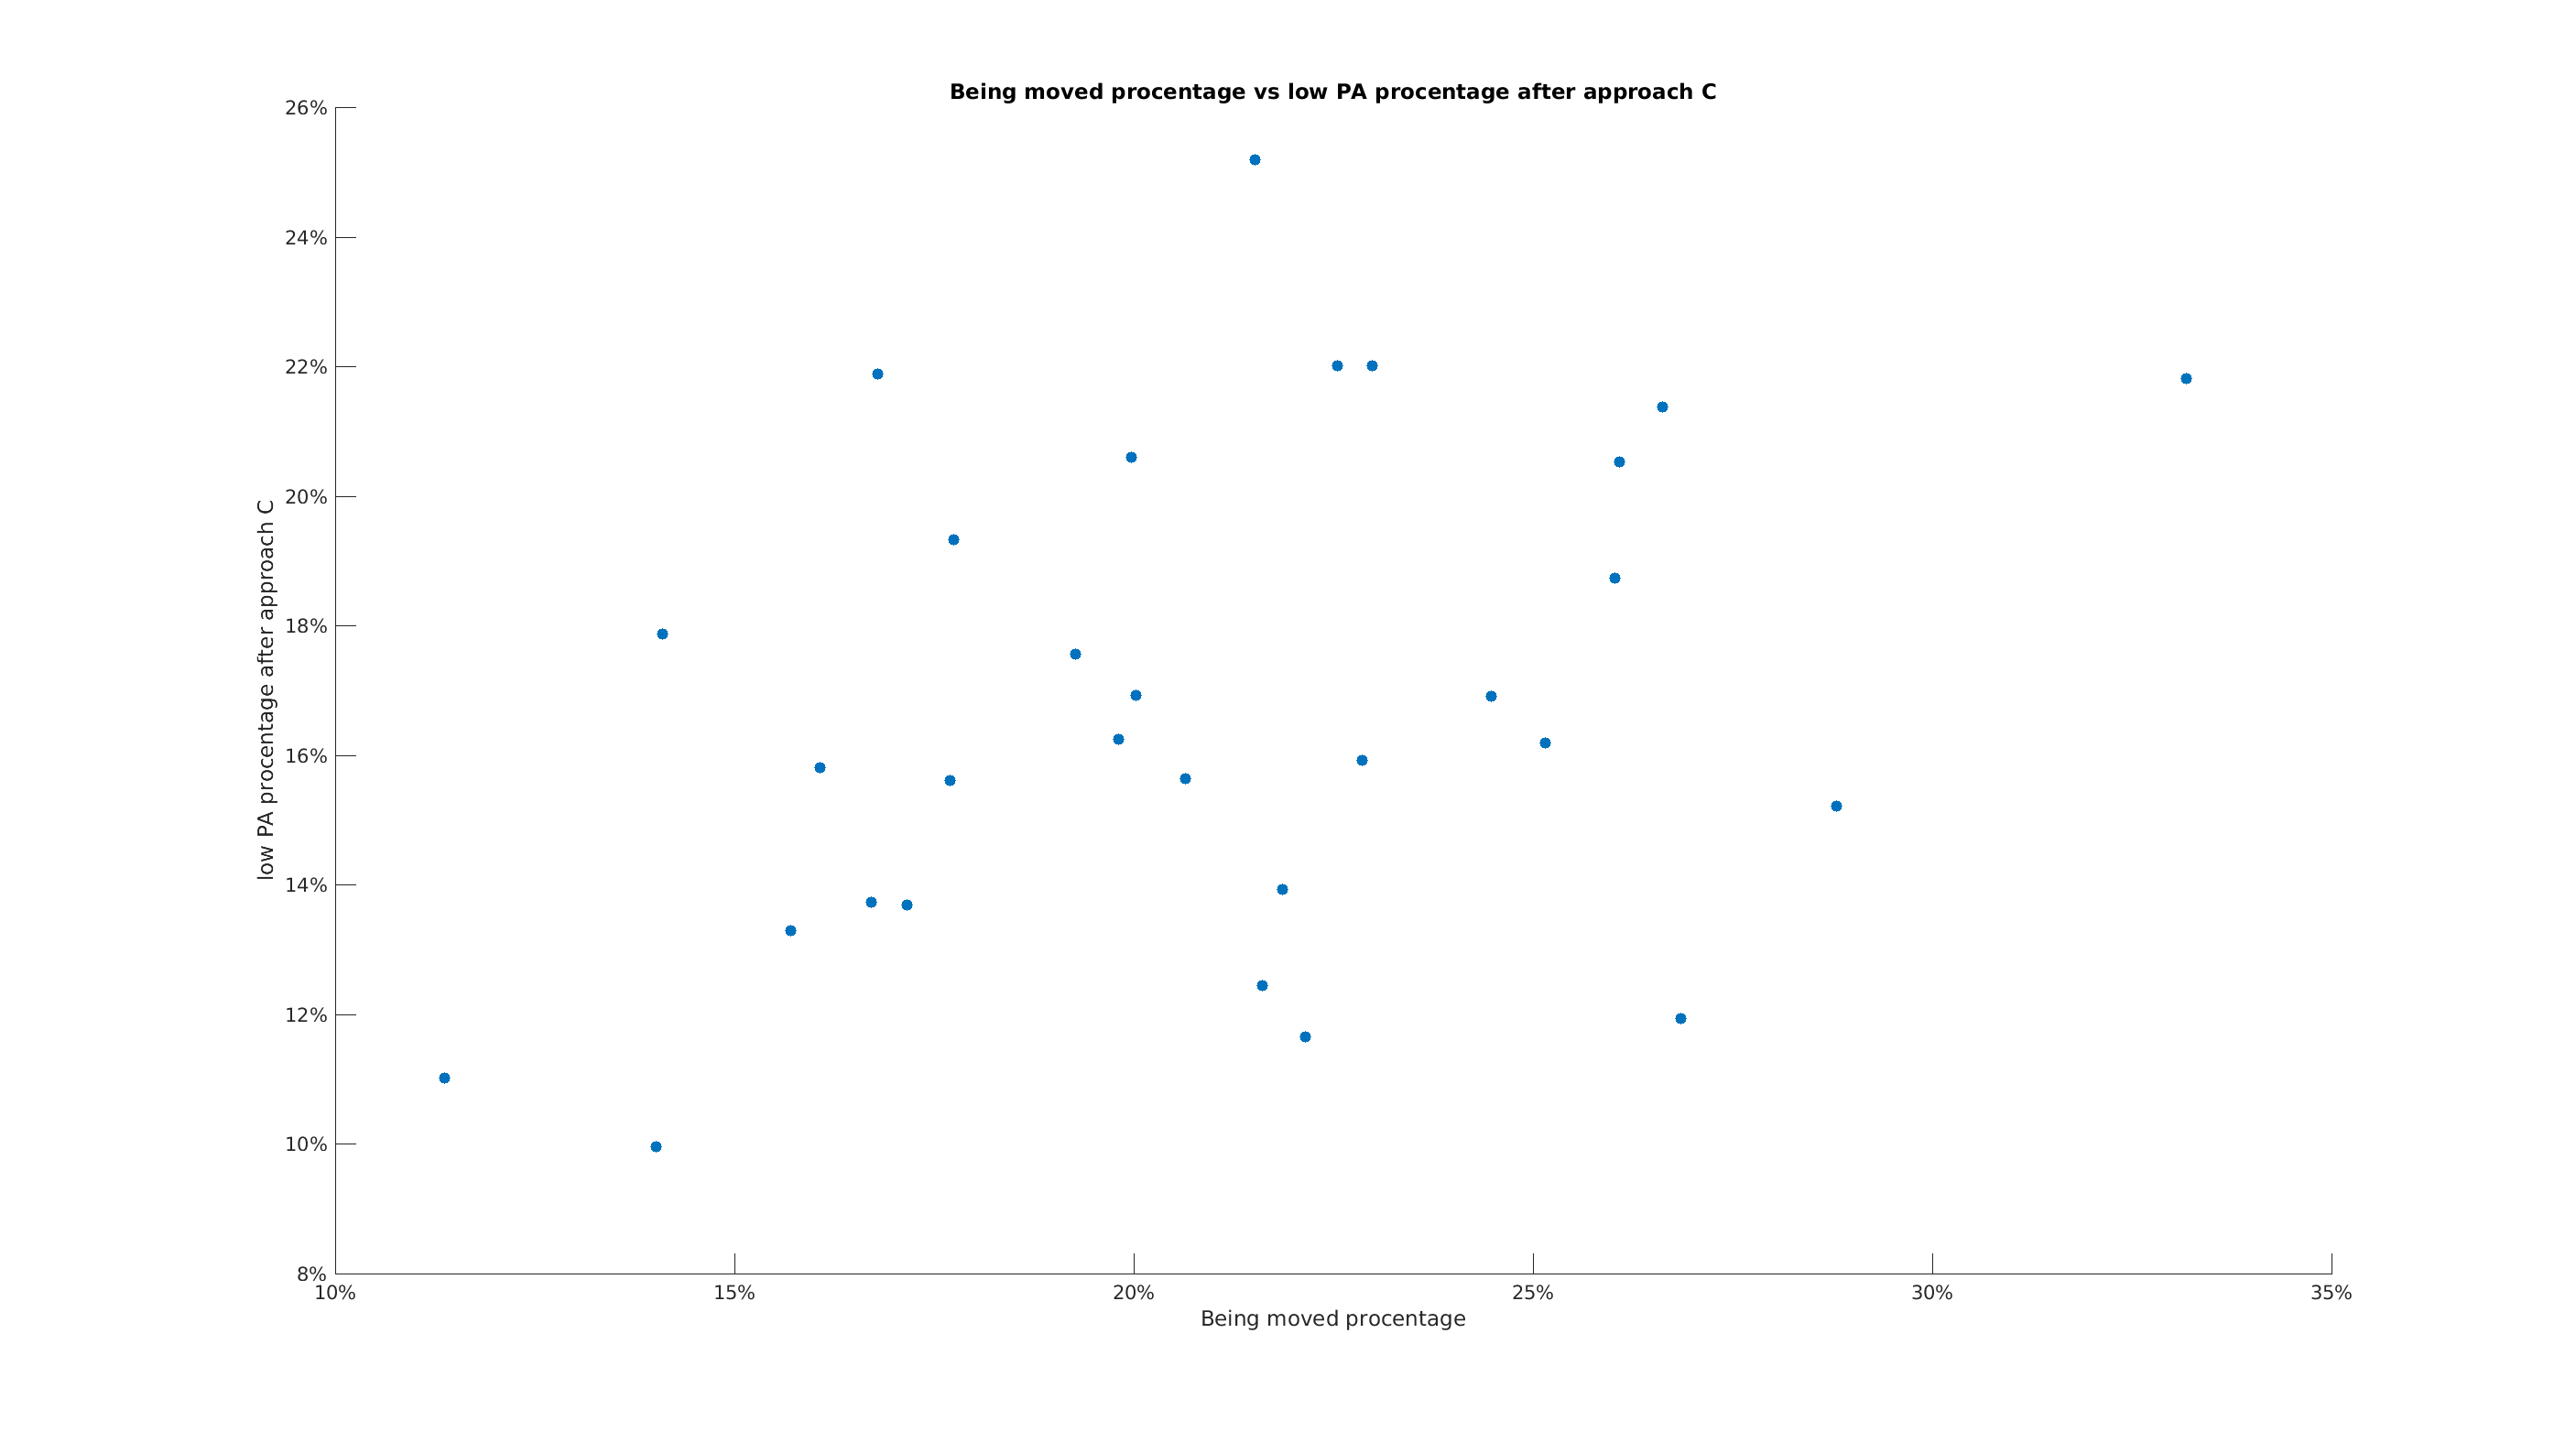 Being moved procentage vs low PA procentage after approach C
26%
24%
22%
20%
18%
16%
14%
12%
10%
8%
low PA procentage after approach C
10% 15% 20% 25% 30% 35%
Being moved procentage